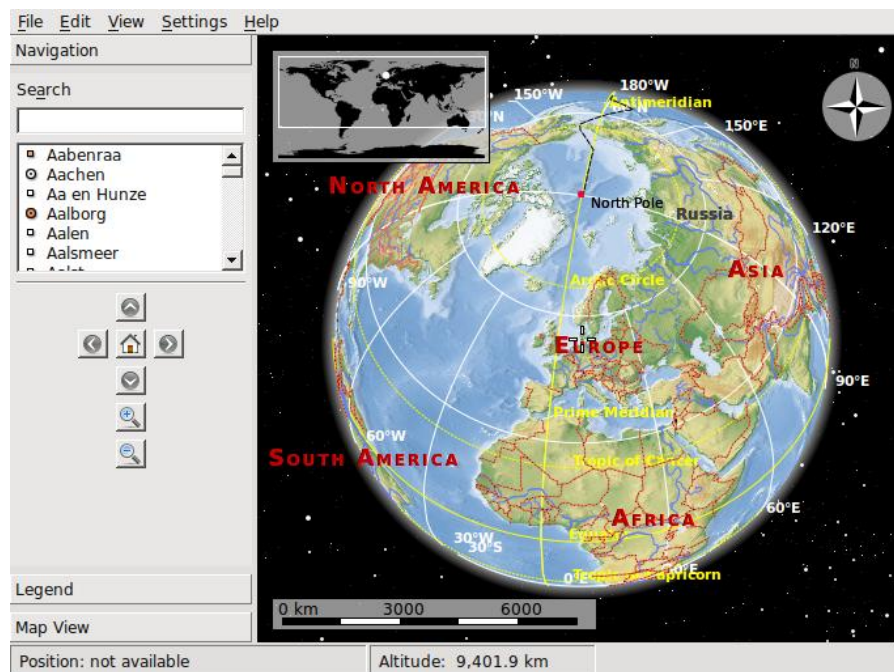 File Edit View Settings Help
Navigation
Search
Aabenraa
Aachen
Aa en Hunze
Aalborg
Aalen
Aalsmeer
Legend
Map View
Position: not available
Altitude: 9,401.9 km
N
150°W
180°W
Antimeridian
150°E
North America
North Pole
Russia
120°E
Asia
Arctic Circle
90°W
Europe
90°E
Prime Meridian
60°W
South America
Tropic of Cancer
60°E
Africa
30°W
30°S
0°E
0 km 3000 6000